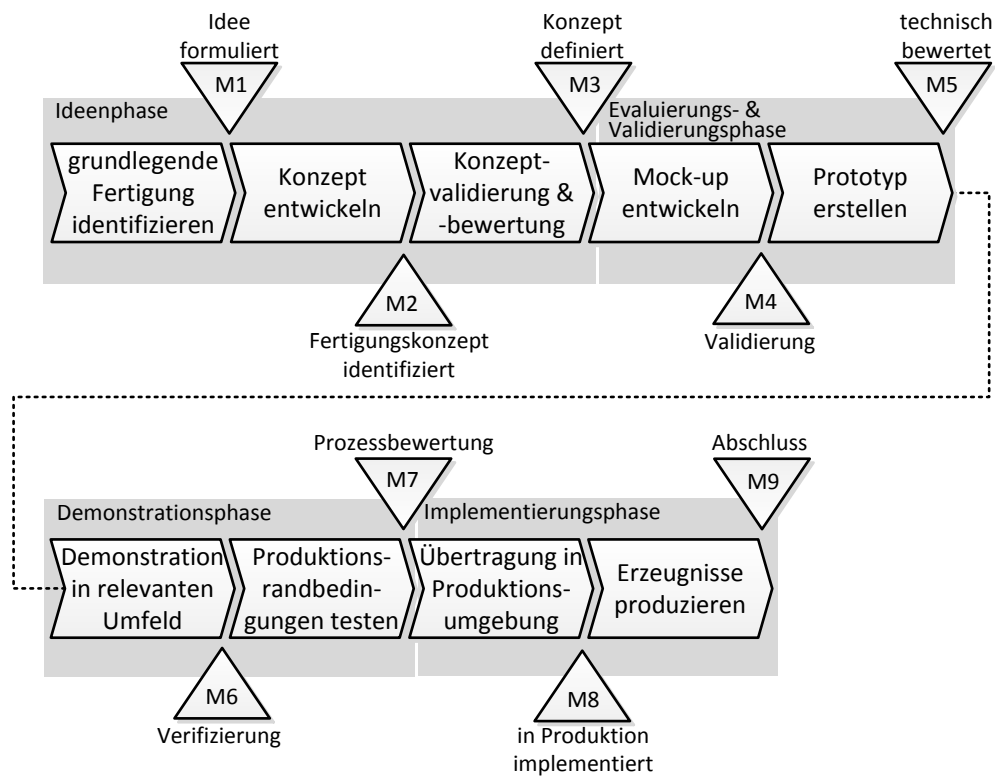 Idee
formuliert
M1
Konzept
definiert
M3
technisch
bewertet
M5
Ideenphase
Evaluierungs- &
Validierungsphase
grundlegende
Fertigung
identifizieren
Konzept
entwickeln
Konzept-
validierung &
-bewertung
Mock-up
entwickeln
Prototyp
erstellen
M2
Fertigungskonzept
identifiziert
M4
Validierung
Prozessbewertung
M7
Abschluss
M9
Demonstrationsphase
Implementierungsphase
Demonstration
in relevanten
Umfeld
Produktions-
randbedin-
gungen testen
Übertragung in
Produktions-
umgebung
Erzeugnisse
produzieren
M6
Verifizierung
M8
in Produktion
implementiert